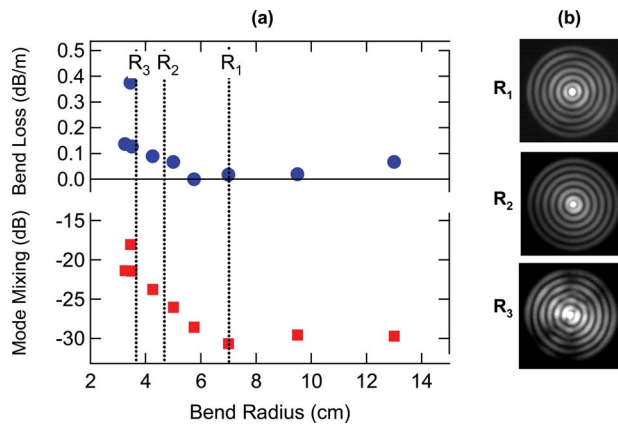 (a)
(b)
Bend Loss (dB/m)
0.5
0.4
0.3
0.2
0.1
0.0
R3 R2 R1
Mode Mixing (dB)
-15
-20
-25
-30
2 4 6 8 10 12 14
Bend Radius (cm)
R1
R2
R3